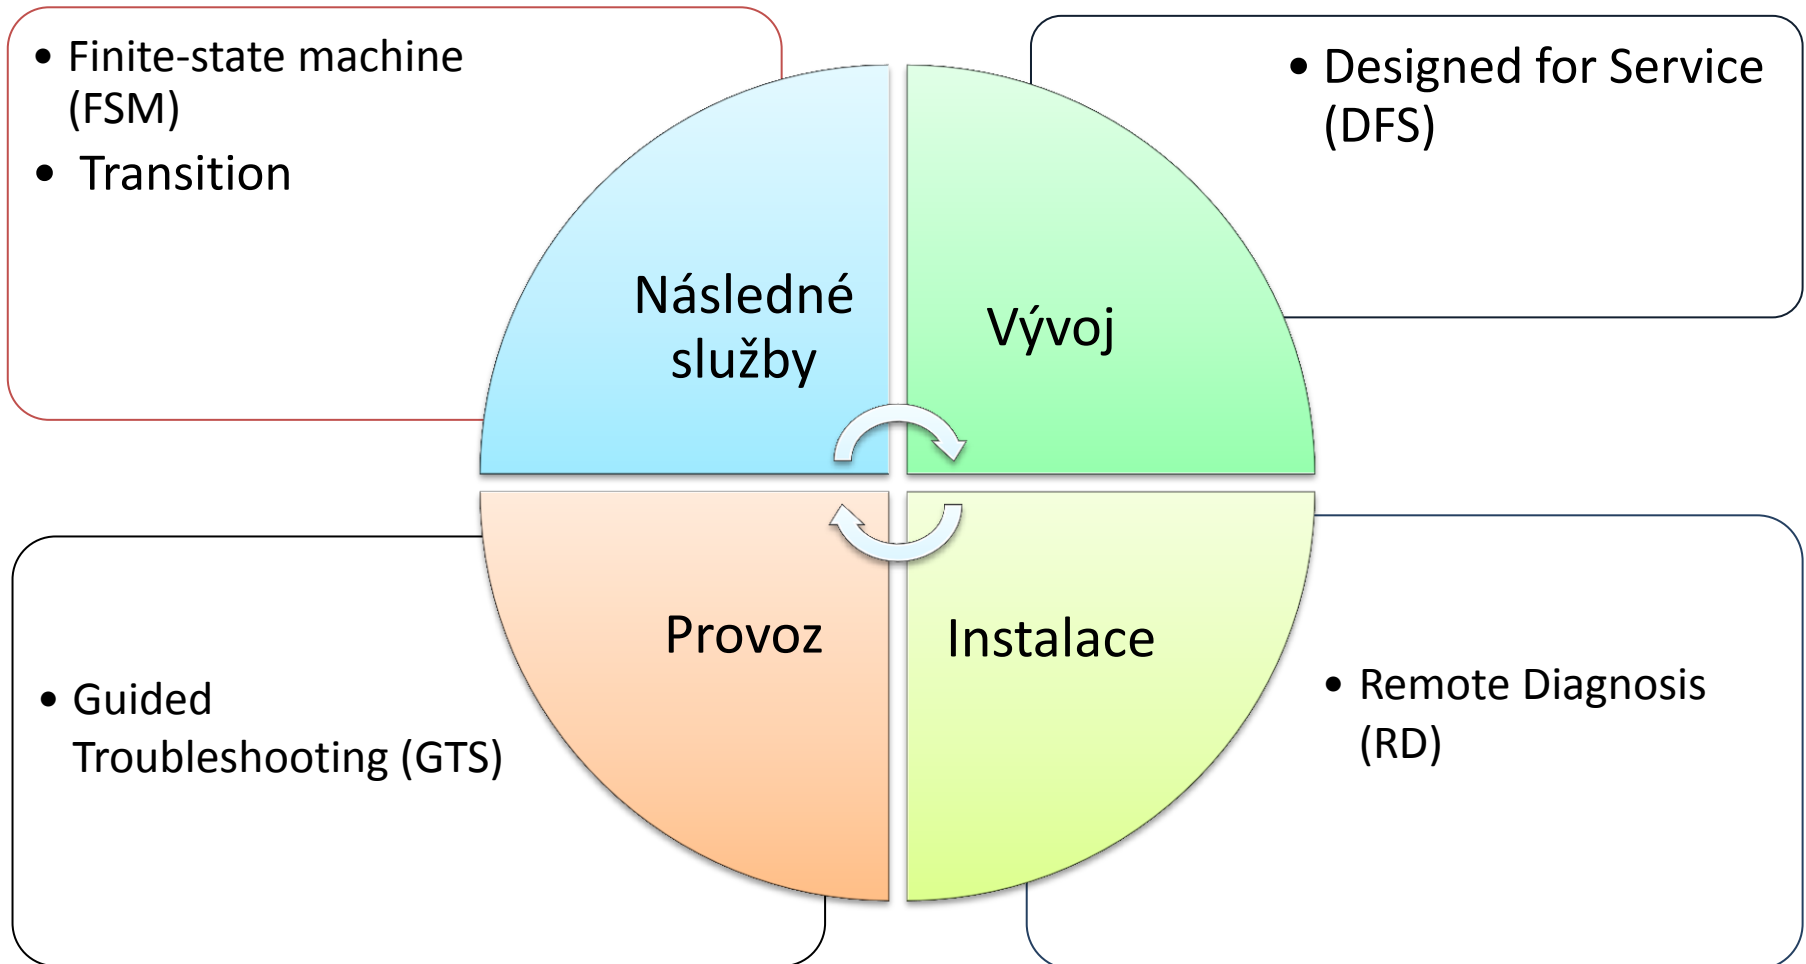 • Finite-state machine
(FSM)
• Transition
• Designed for Service
(DFS)
Následné
služby
Vývoj
Provoz
Instalace
• Guided
Troubleshooting (GTS)
• Remote Diagnosis
(RD)